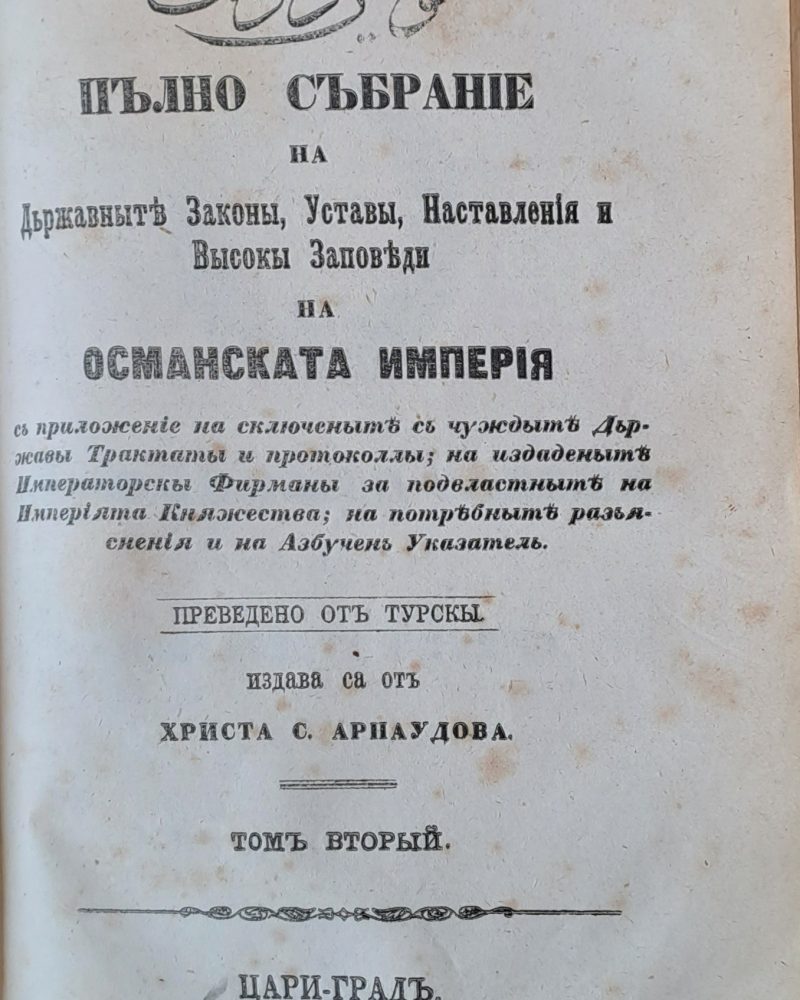 ПЪЛНО СЪБРАНІЕ
НА
Държавнытѣ Законы, Уставы, Наставленія и
Высокы Заповѣди
НА
ОСМАНСКАТА ИМПЕРІЯ
съ приложеніе на сключенытѣ съ чуждытѣ Дър-
жавы Трактаты и протоколлы; на издаденытѣ
Императорскы Фирманы за подвластнытѣ на
Имперіята Княжества; на потрѣбнытѣ разъя-
сненія и на Азбученъ Указатель.
ПРЕВЕДЕНО ОТЪ ТУРСКЫ.
издава са отъ
ХРИСТА С. АРНАУДОВА.
ТОМЪ ВТОРЫЙ.
ЦАРИ-ГРАДЪ.